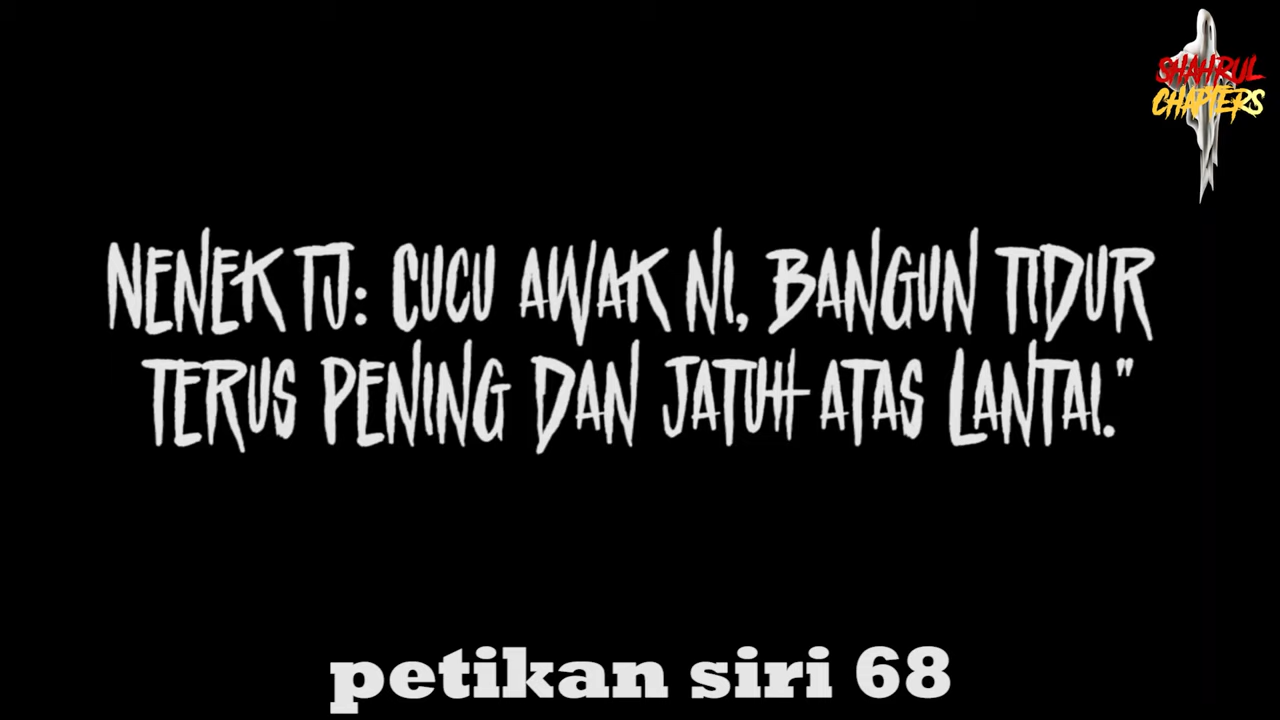 SHAHRUL
CHAPTERS
NENEK TJ: CUCU AWAK NI, BANGUN TIDUR
TERUS PENING DAN JATUH ATAS LANTAI."
petikan siri 68